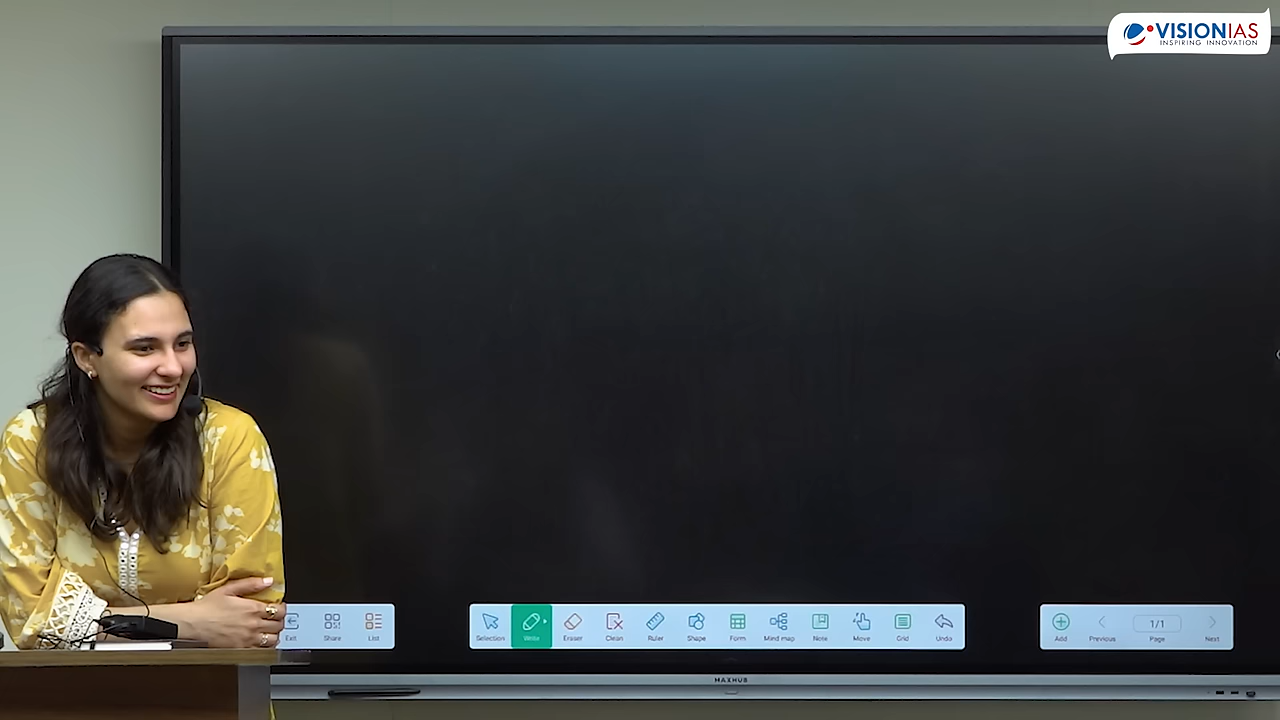 VISIONIAS
INSPIRING INNOVATION
Exit Share List
Selection Write Eraser Clean Ruler Shape Form Mind map Note Move Grid Undo
Add Previous 1/1 Page Next
MAXHUB